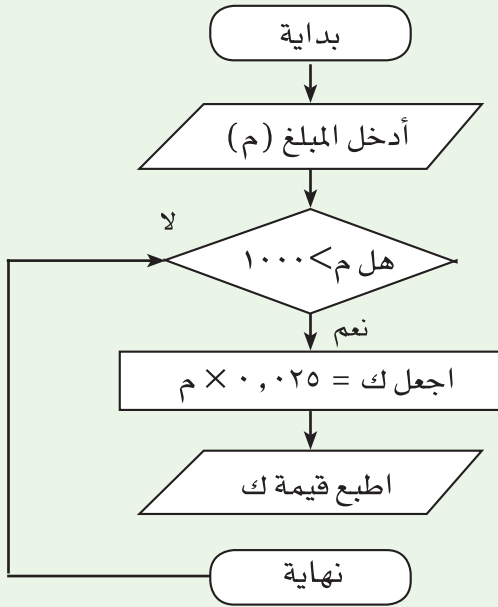 بداية
أدخل المبلغ (م)
لا
هل م>١٠٠٠
نعم
اجعل ك = ٠,٠٢٥ × م
اطبع قيمة ك
نهاية